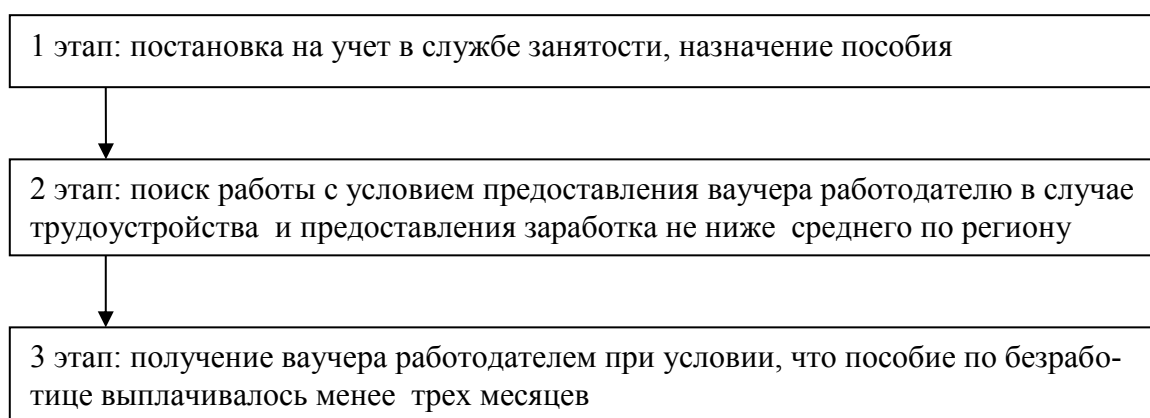 1 этап: постановка на учет в службе занятости, назначение пособия
2 этап: поиск работы с условием предоставления ваучера работодателю в случае
трудоустройства и предоставления заработка не ниже среднего по региону
3 этап: получение ваучера работодателем при условии, что пособие по безрабо-
тице выплачивалось менее трех месяцев